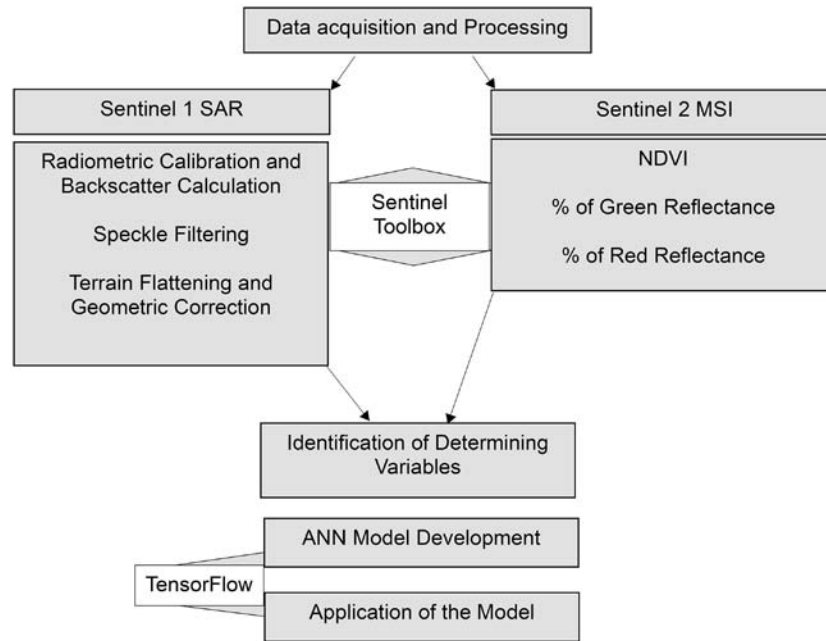 Data acquisition and Processing
Sentinel 1 SAR
Sentinel 2 MSI
Radiometric Calibration and
Backscatter Calculation
Speckle Filtering
Terrain Flattening and
Geometric Correction
Sentinel
Toolbox
NDVI
% of Green Reflectance
% of Red Reflectance
Identification of Determining
Variables
ANN Model Development
TensorFlow
Application of the Model